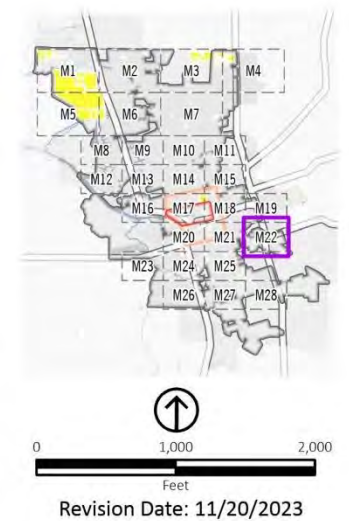 M1 M2 M3 M4
M5 M6 M7
M8 M9 M10 M11
M12 M13 M14 M15
M16 M17 M18 M19
M20 M21 M22
M23 M24 M25
M26 M27 M28
0 1,000 2,000
Feet
Revision Date: 11/20/2023